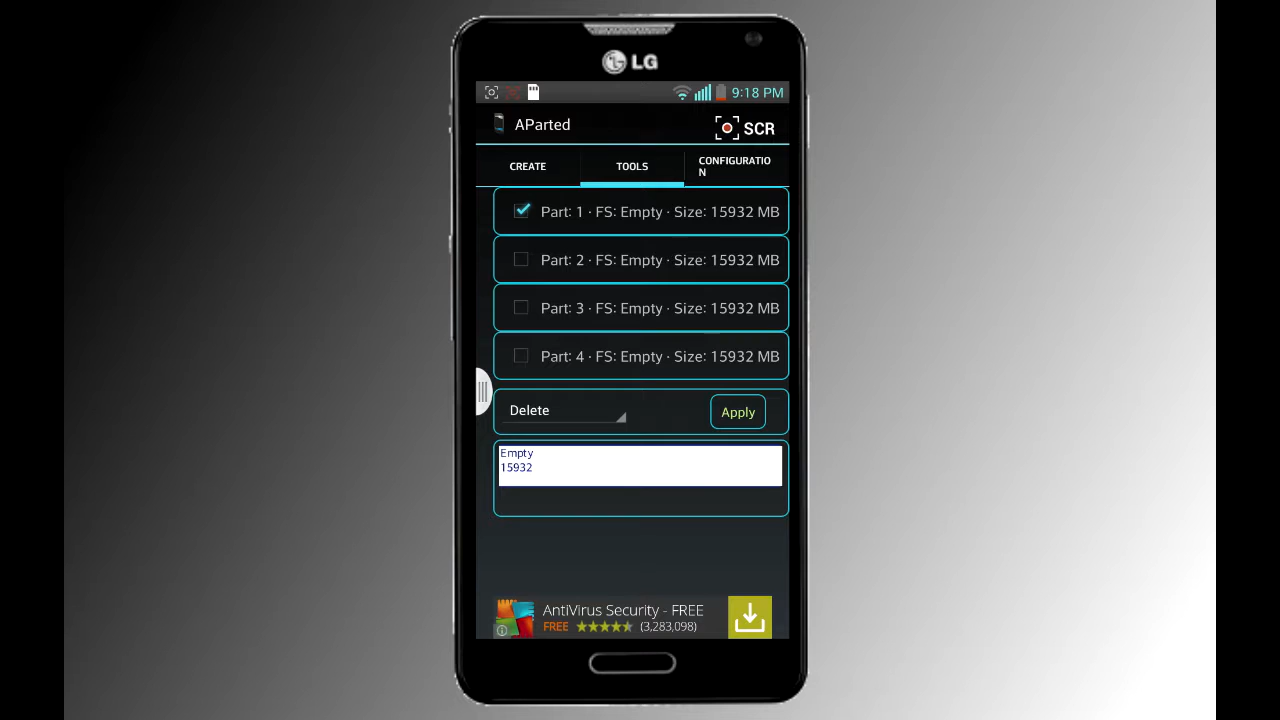 LG
9:18 PM
AParted
SCR
CREATE
TOOLS
CONFIGURATIO
N
Part: 1 · FS: Empty · Size: 15932 MB
Part: 2 · FS: Empty · Size: 15932 MB
Part: 3 · FS: Empty · Size: 15932 MB
Part: 4 · FS: Empty · Size: 15932 MB
Delete
Apply
Empty
15932
AntiVirus Security - FREE
FREE (3,283,098)